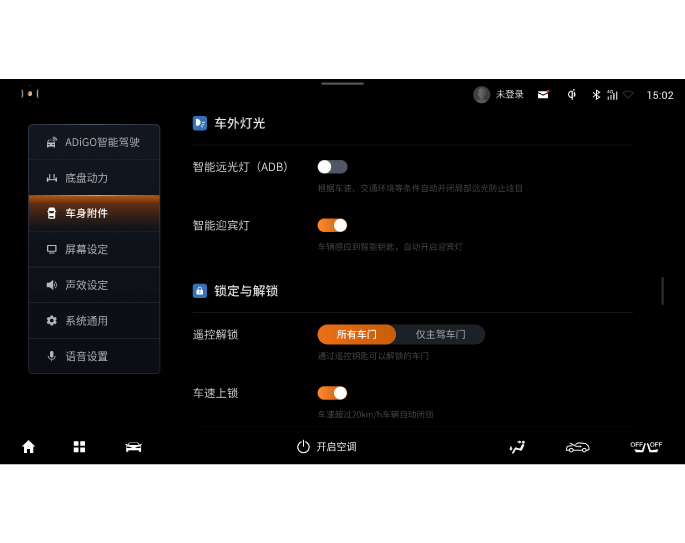 未登录
4G
15:02
ADiGO智能驾驶
底盘动力
车身附件
屏幕设定
声效设定
系统通用
语音设置
车外灯光
智能远光灯（ADB）
根据车速、交通环境等条件自动开闭局部远光防止炫目
智能迎宾灯
车辆感应到智能钥匙，自动开启迎宾灯
锁定与解锁
遥控解锁
所有车门 仅主驾车门
通过遥控钥匙可以解锁的车门
车速上锁
车速超过20km/h车辆自动闭锁
开启空调
OFF OFF